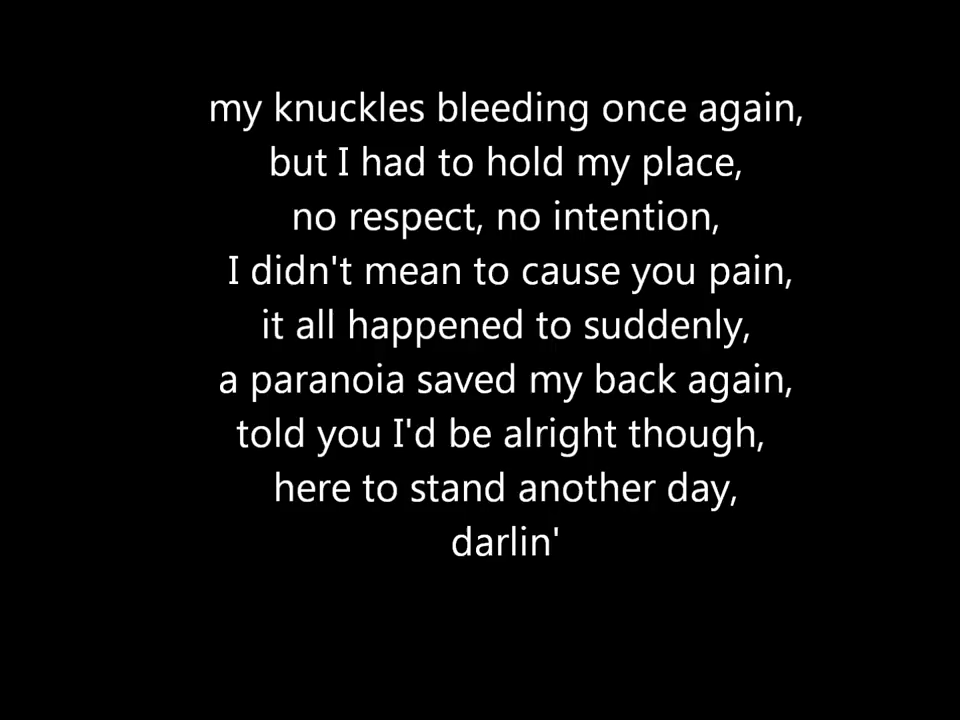 my knuckles bleeding once again,
but I had to hold my place,
no respect, no intention,
I didn't mean to cause you pain,
it all happened to suddenly,
a paranoia saved my back again,
told you I'd be alright though,
here to stand another day,
darlin'